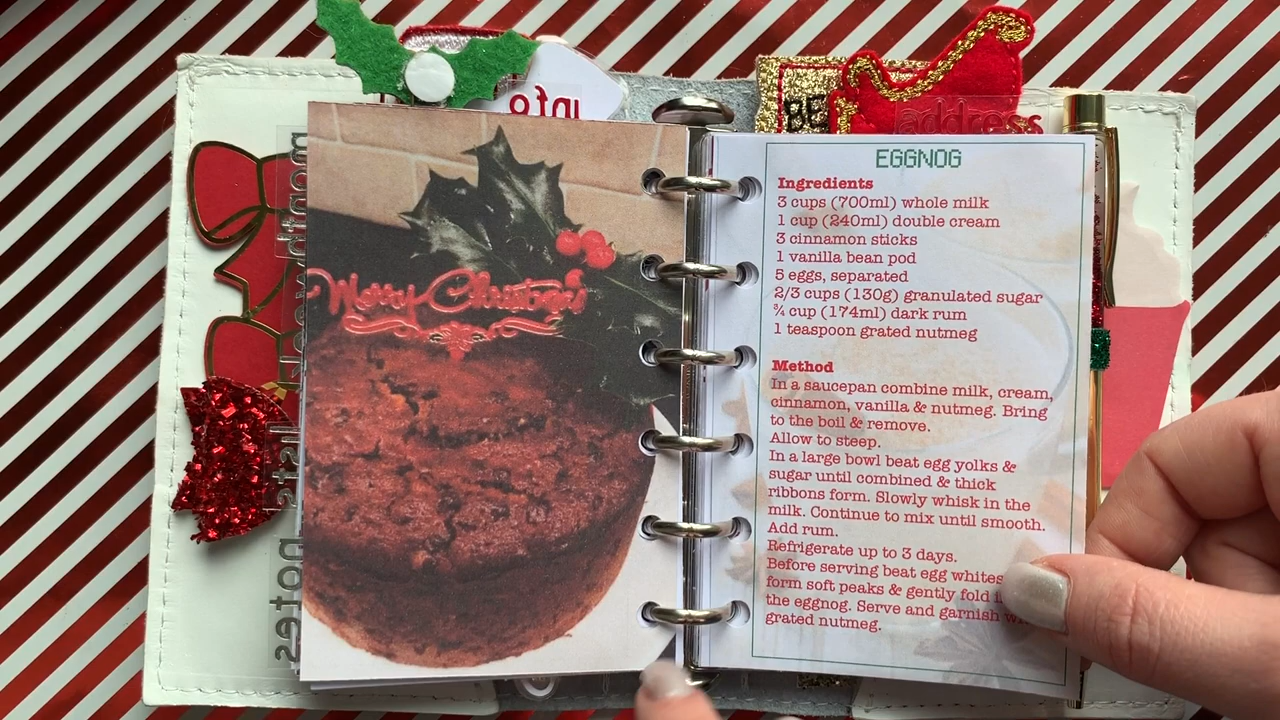 info
BE
address
Merry Christmas
EGGNOG
Ingredients
3 cups (700ml) whole milk
1 cup (240ml) double cream
3 cinnamon sticks
1 vanilla bean pod
5 eggs, separated
2/3 cups (130g) granulated sugar
¾ cup (174ml) dark rum
1 teaspoon grated nutmeg
Method
In a saucepan combine milk, cream,
cinnamon, vanilla & nutmeg. Bring
to the boil & remove.
Allow to steep.
In a large bowl beat egg yolks &
sugar until combined & thick
ribbons form. Slowly whisk in the
milk. Continue to mix until smooth.
Add rum.
Refrigerate up to 3 days.
Before serving beat egg whites
form soft peaks & gently fold
the eggnog. Serve and garnish
grated nutmeg.
month
week
notes